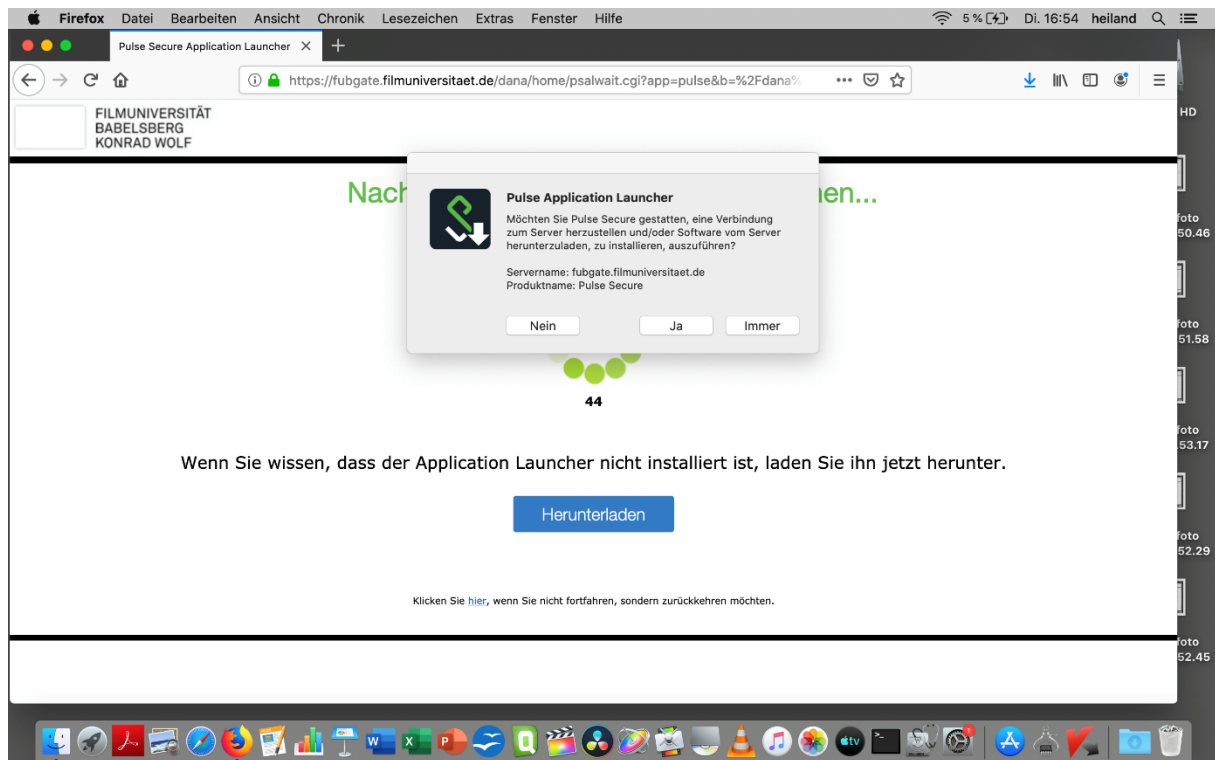 Firefox Datei Bearbeiten Ansicht Chronik Lesezeichen Extras Fenster Hilfe 5 % Di. 16:54 heiland
Pulse Secure Application Launcher
https://fubgate.filmuniversitaet.de/dana/home/psalwait.cgi?app=pulse&b=%2Fdana%
HD
FILMUNIVERSITÄT
BABELSBERG
KONRAD WOLF
Nach
en...
Pulse Application Launcher
Möchten Sie Pulse Secure gestatten, eine Verbindung
zum Server herzustellen und/oder Software vom Server
herunterzuladen, zu installieren, auszuführen?
Servername: fubgate.filmuniversitaet.de
Produktname: Pulse Secure
Nein Ja Immer
44
Wenn Sie wissen, dass der Application Launcher nicht installiert ist, laden Sie ihn jetzt herunter.
Herunterladen
Klicken Sie hier, wenn Sie nicht fortfahren, sondern zurückkehren möchten.
foto
50.46
foto
51.58
foto
53.17
foto
52.29
foto
52.45
W X P tv